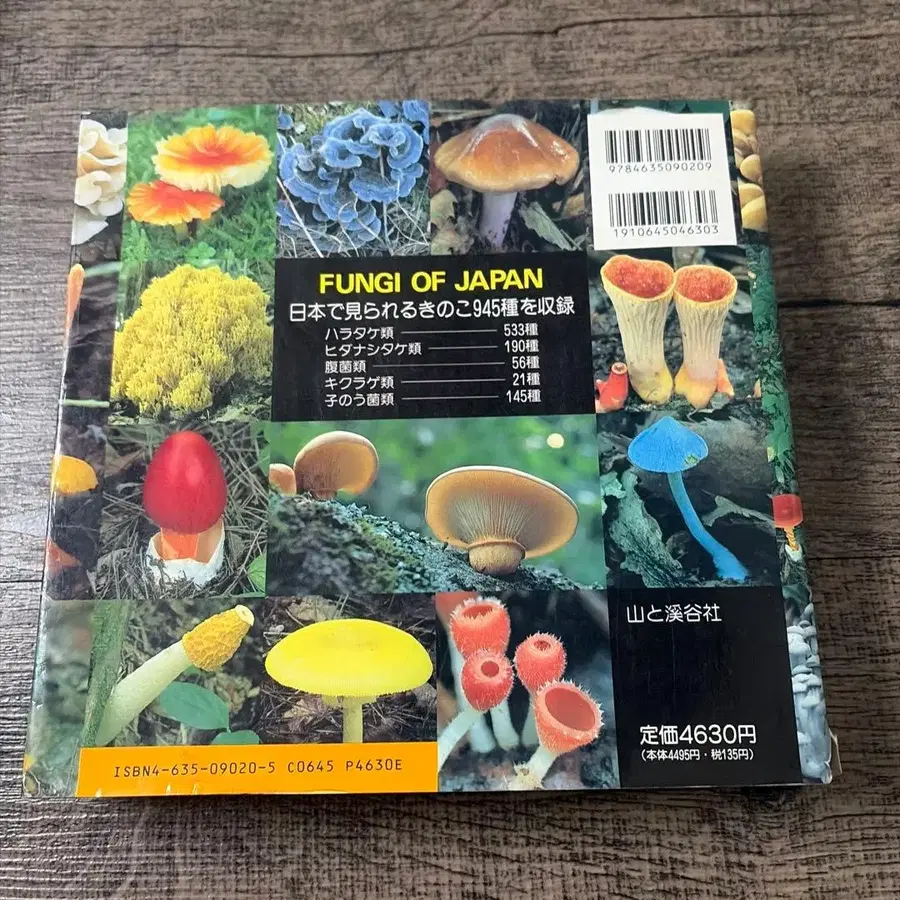 9784635090209
1910645046303
FUNGI OF JAPAN
日本で見られるきのこ945種を収録
ハラタケ類 533種
ヒダナシタケ類 190種
腹菌類 56種
キクラゲ類 21種
子のう菌類 145種
山と溪谷社
定価4630円
(本体4495円・税135円)
ISBN4-635-09020-5 C0645 P4630E